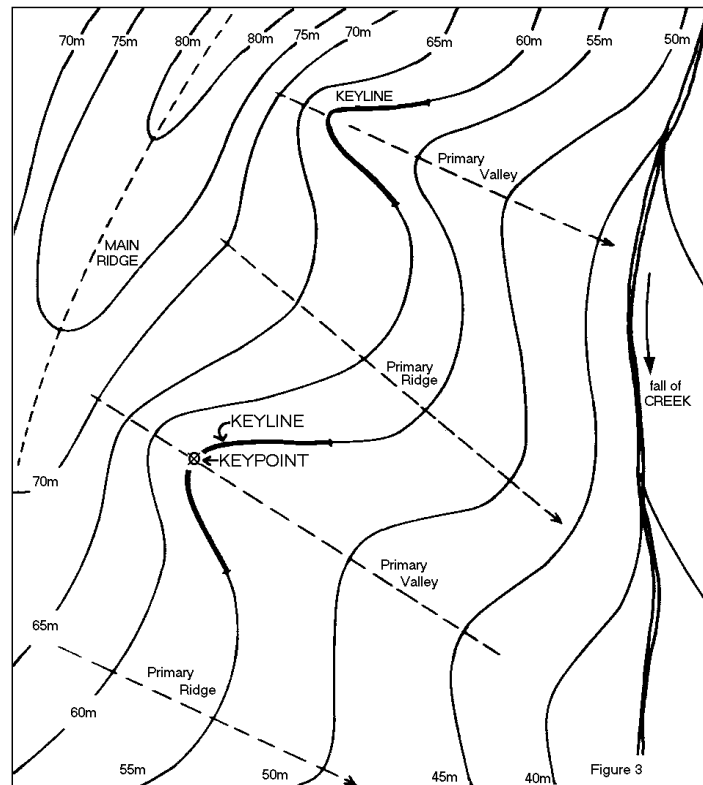 70m
75m
80m
80m
75m
70m
65m
60m
55m
50m
KEYLINE
Primary
Valley
MAIN
RIDGE
Primary
Ridge
fall of
CREEK
KEYLINE
KEYPOINT
70m
Primary
Valley
65m
Primary
Ridge
60m
55m
50m
45m
40m
Figure 3